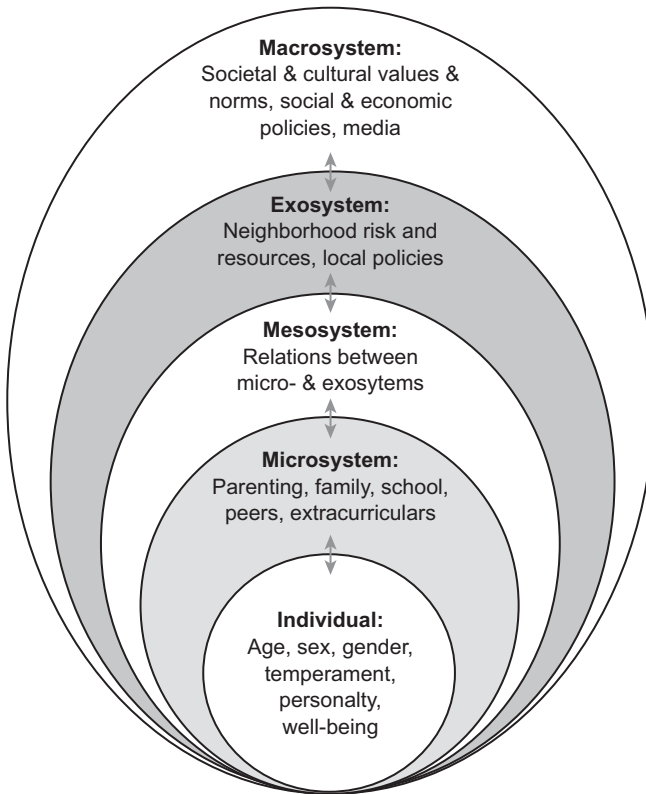 Macrosystem:
Societal & cultural values &
norms, social & economic
policies, media
Exosystem:
Neighborhood risk and
resources, local policies
Mesosystem:
Relations between
micro- & exosytems
Microsystem:
Parenting, family, school,
peers, extracurriculars
Individual:
Age, sex, gender,
temperament,
personalty,
well-being